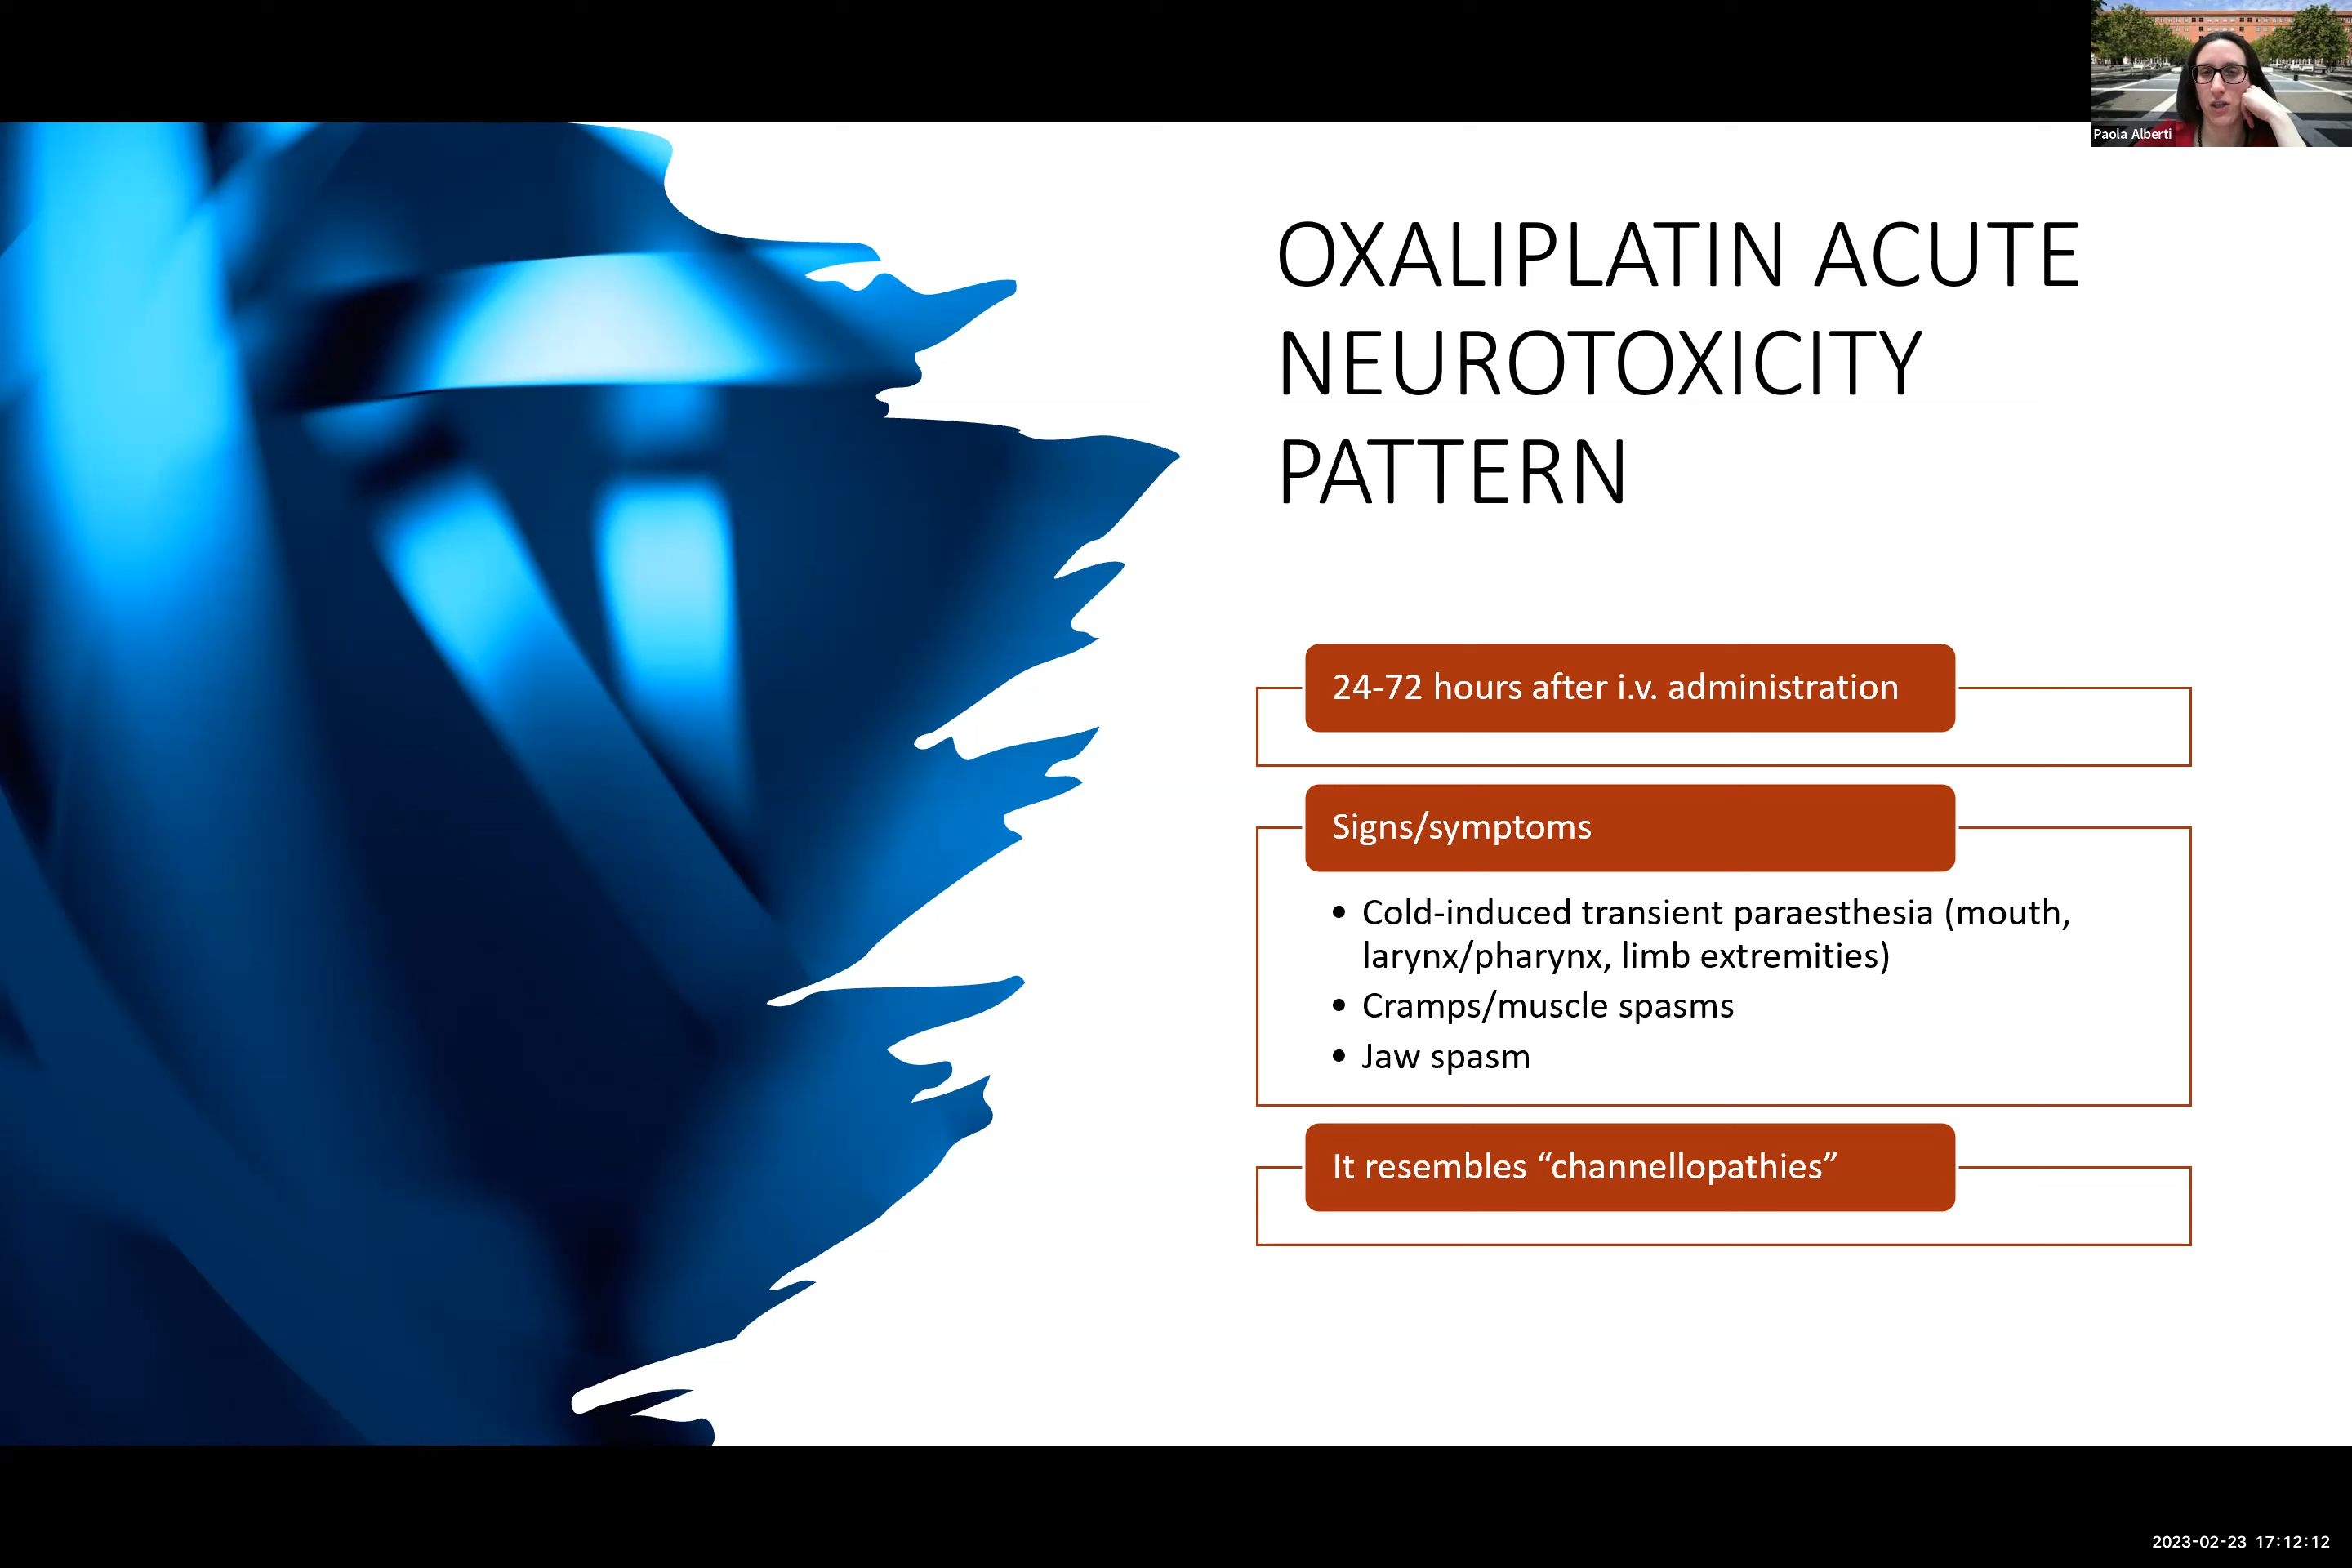 Paola Alberti
OXALIPLATIN ACUTE
NEUROTOXICITY
PATTERN
24-72 hours after i.v. administration
Signs/symptoms
• Cold-induced transient paraesthesia (mouth,
larynx/pharynx, limb extremities)
• Cramps/muscle spasms
• Jaw spasm
It resembles “channellopathies”
2023-02-23 17:12:12